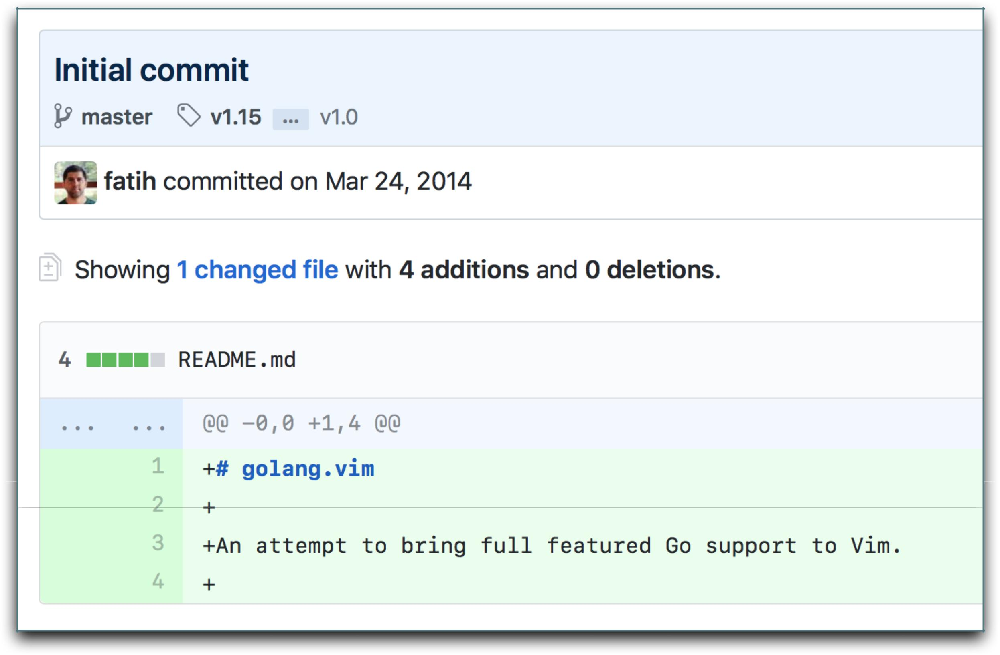 Initial commit
master v1.15 ... v1.0
fatih committed on Mar 24, 2014
Showing 1 changed file with 4 additions and 0 deletions.
4 README.md
... ... @@ -0,0 +1,4 @@
1 +# golang.vim
2 +
3 +An attempt to bring full featured Go support to Vim.
4 +